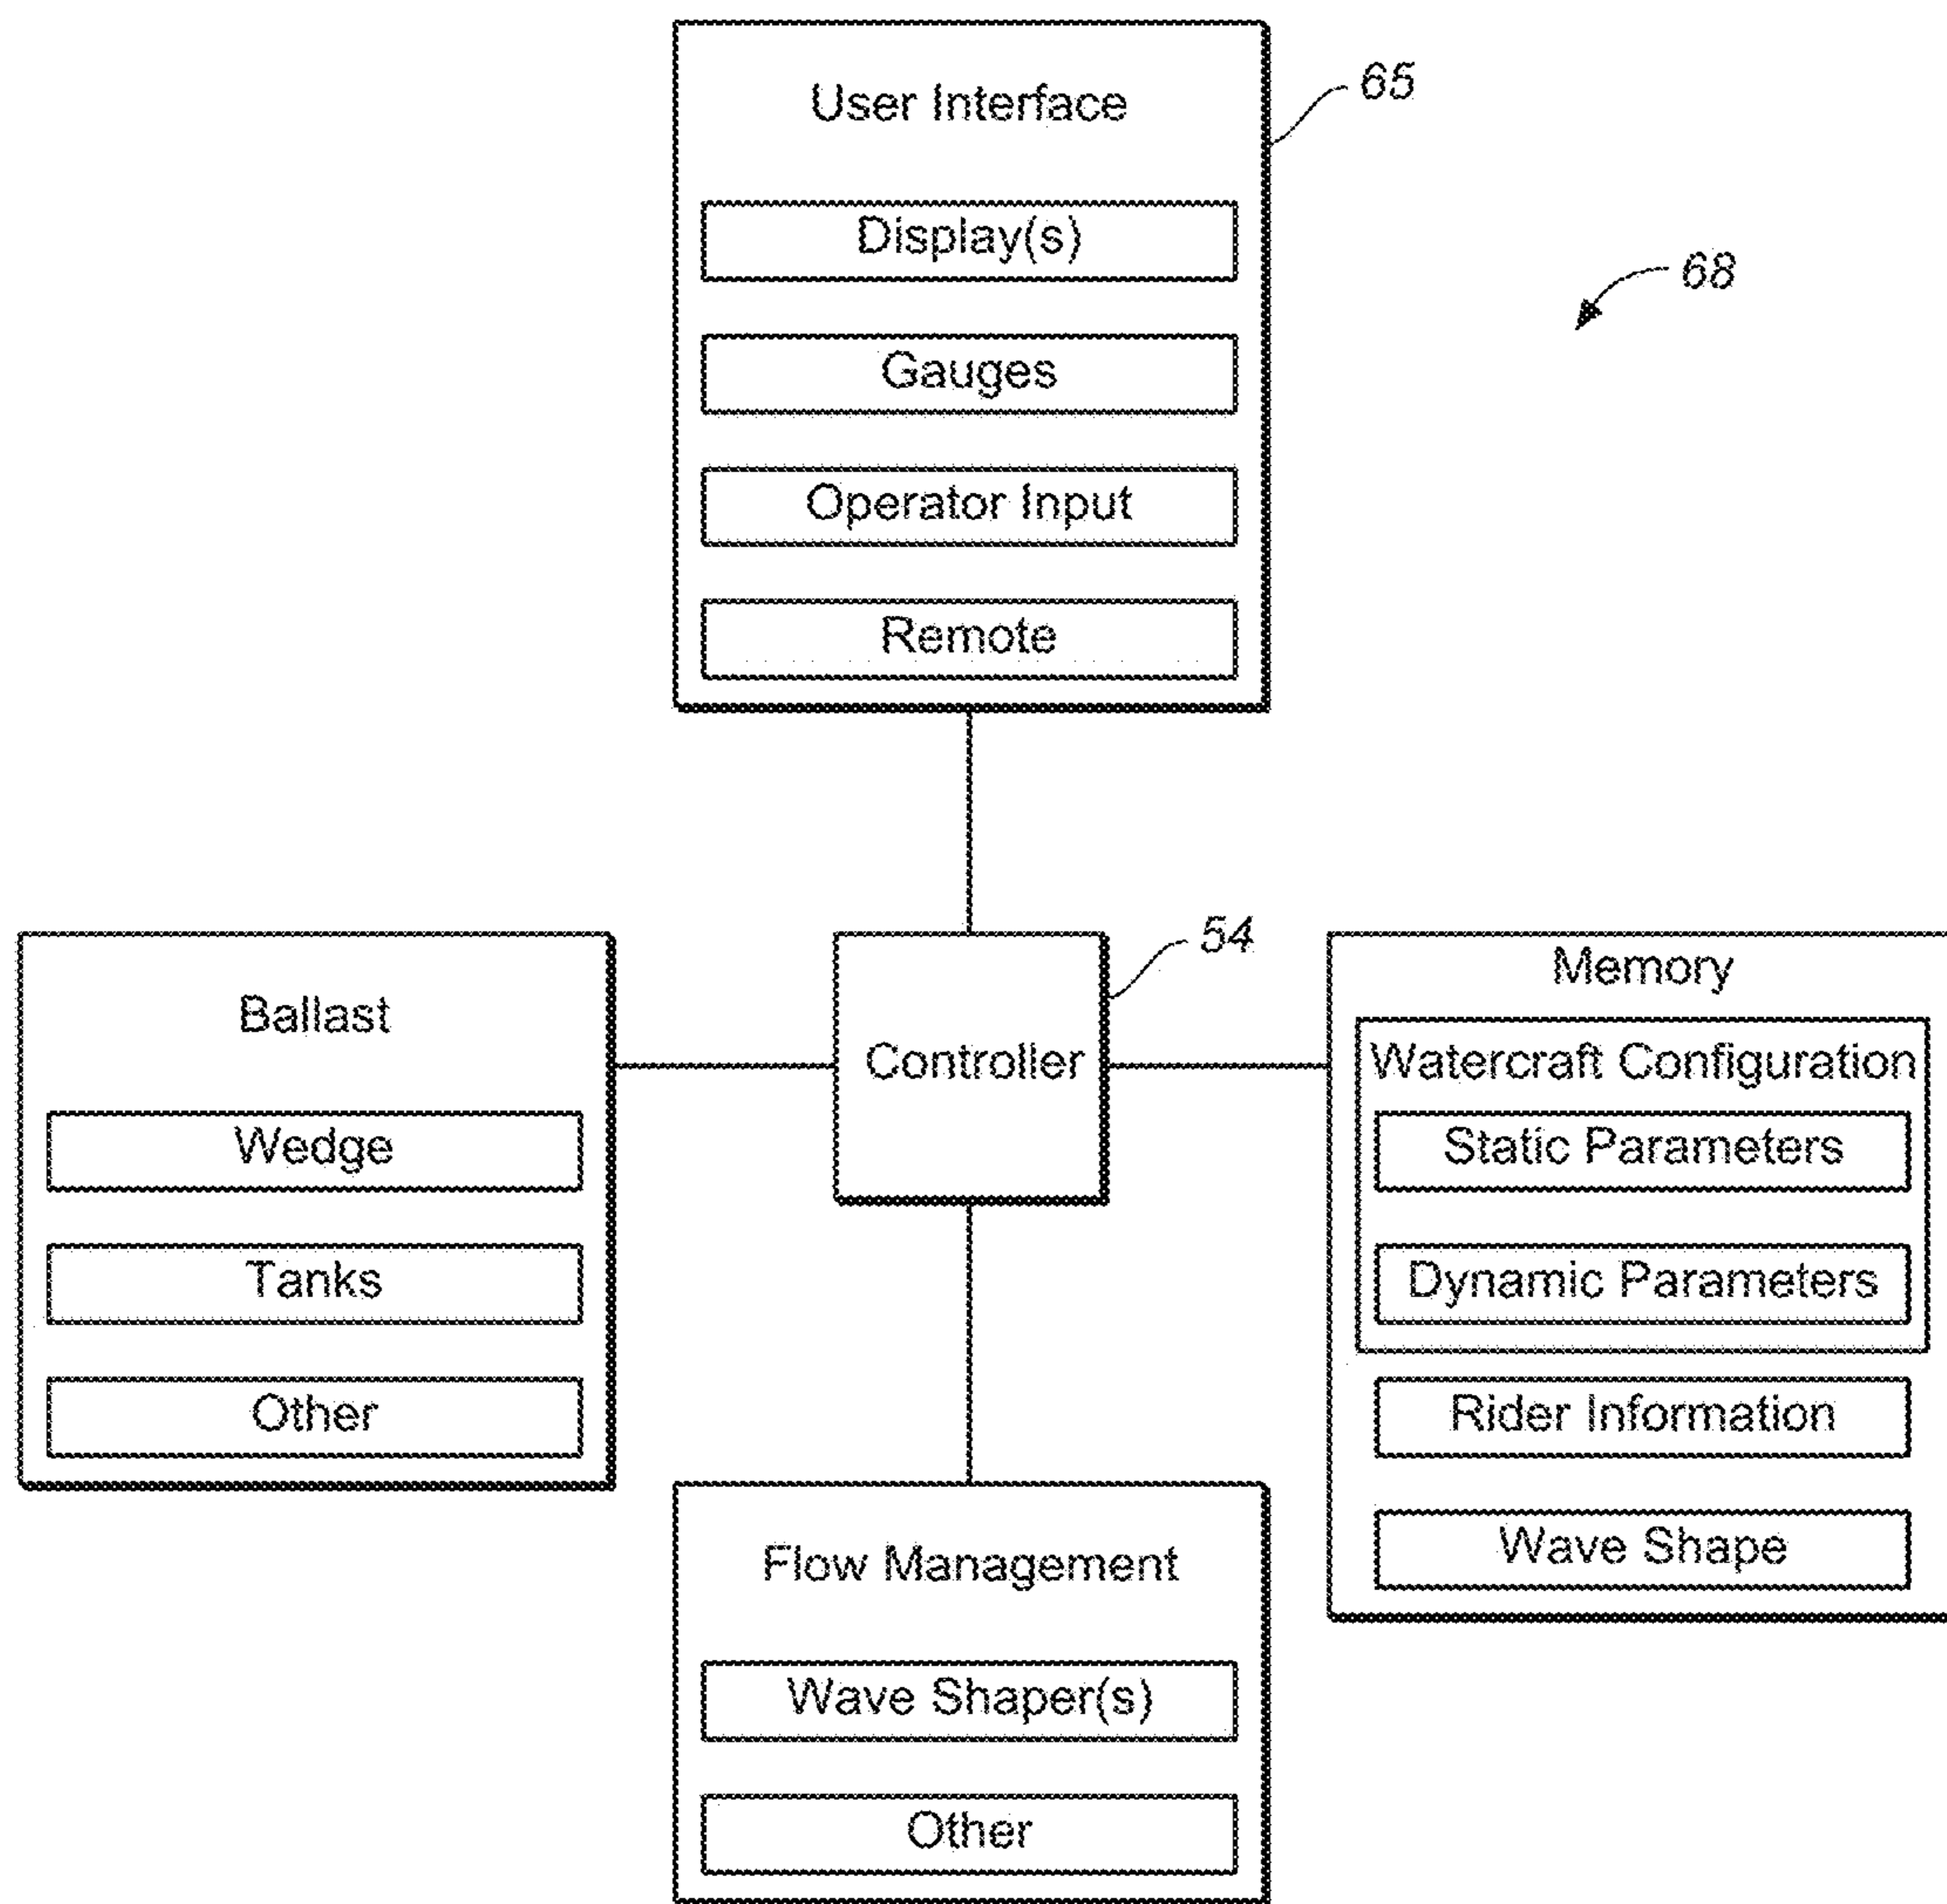 User Interface
65
Display(s)
68
Gauges
Operator Input
Remote
54
Ballast
Wedge
Tanks
Other
Controller
Memory
Watercraft Configuration
Static Parameters
Dynamic Parameters
Rider Information
Wave Shape
Flow Management
Wave Shaper(s)
Other